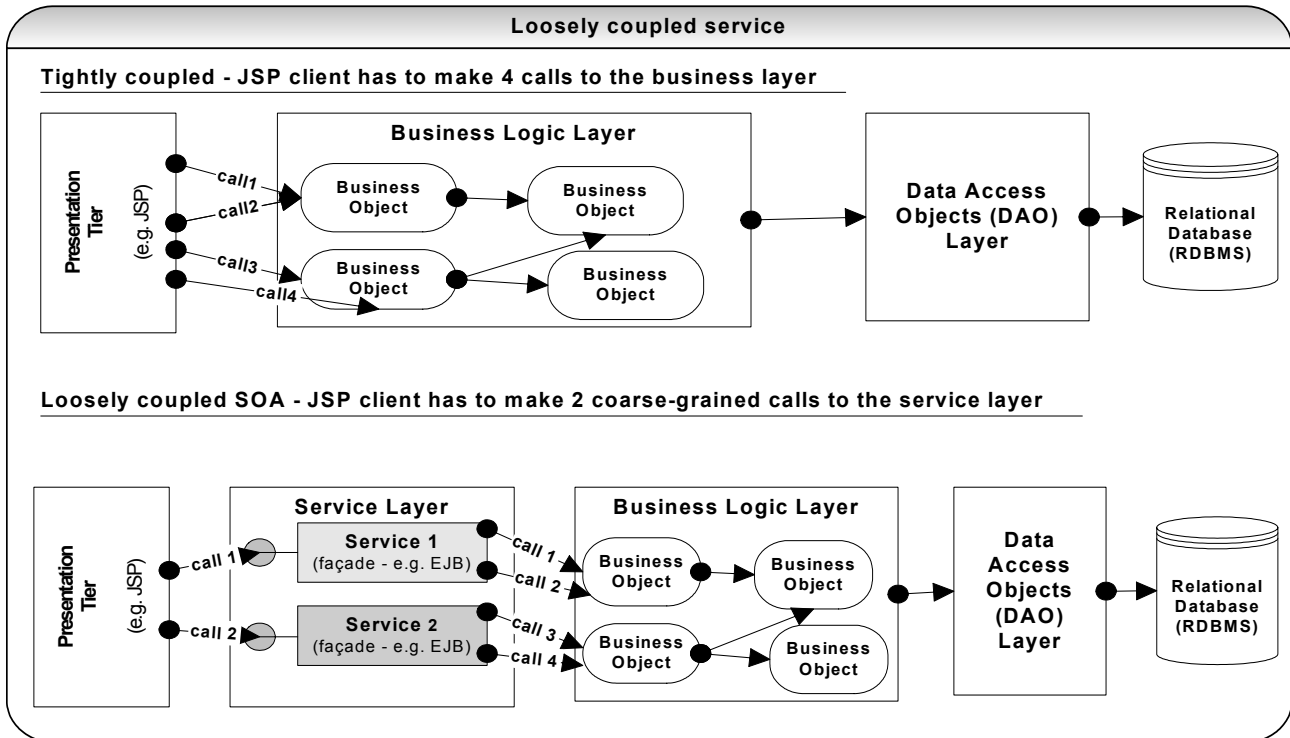 Loosely coupled service
Tightly coupled - JSP client has to make 4 calls to the business layer
Presentation
Tier
(e.g. JSP)
call1
call2
call3
call4
Business Logic Layer
Business
Object
Business
Object
Business
Object
Business
Object
Data Access
Objects (DAO)
Layer
Relational
Database
(RDBMS)
Loosely coupled SOA - JSP client has to make 2 coarse-grained calls to the service layer
Presentation
Tier
(e.g. JSP)
call 1
call 2
Service Layer
Service 1
(façade - e.g. EJB)
Service 2
(façade - e.g. EJB)
call 1
call 2
call 3
call 4
Business Logic Layer
Business
Object
Business
Object
Business
Object
Business
Object
Data
Access
Objects
(DAO)
Layer
Relational
Database
(RDBMS)